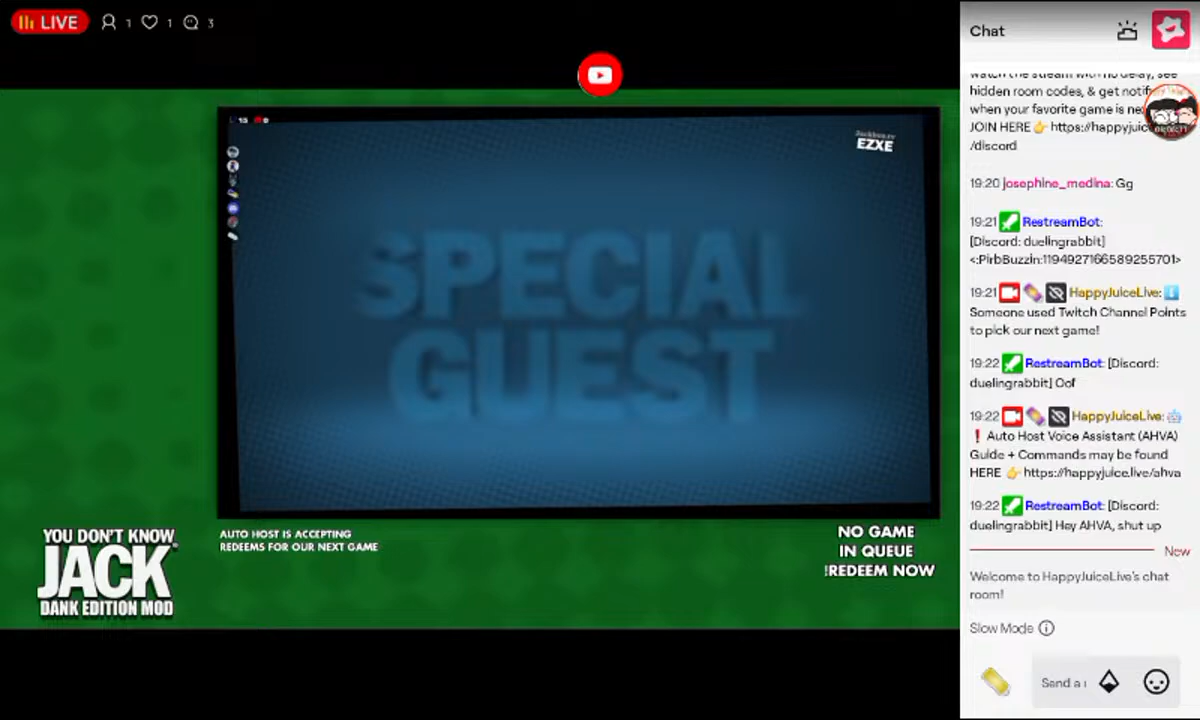 LIVE 1 1 3
15
EZXE
SPECIAL
GUEST
YOU DON'T KNOW
JACK
DANK EDITION MOD
AUTO HOST IS ACCEPTING
REDEEMS FOR OUR NEXT GAME
NO GAME
IN QUEUE
!REDEEM NOW
Chat
watch the stream with no delay, see
hidden room codes, & get notif
when your favorite game is ne
JOIN HERE 👉 https://happyjuic
/discord
19:20 josephine_medina: Gg
19:21 RestreamBot:
[Discord: duelingrabbit]
<:PirbBuzzin:1194927166589255701>
19:21 HappyJuiceLive: ⬇️
Someone used Twitch Channel Points
to pick our next game!
19:22 RestreamBot: [Discord:
duelingrabbit] Oof
19:22 HappyJuiceLive: 🤖
❗ Auto Host Voice Assistant (AHVA)
Guide + Commands may be found
HERE 👉 https://happyjuice.live/ahva
19:22 RestreamBot: [Discord:
duelingrabbit] Hey AHVA, shut up
New
Welcome to HappyJuiceLive's chat
room!
Slow Mode
Send a